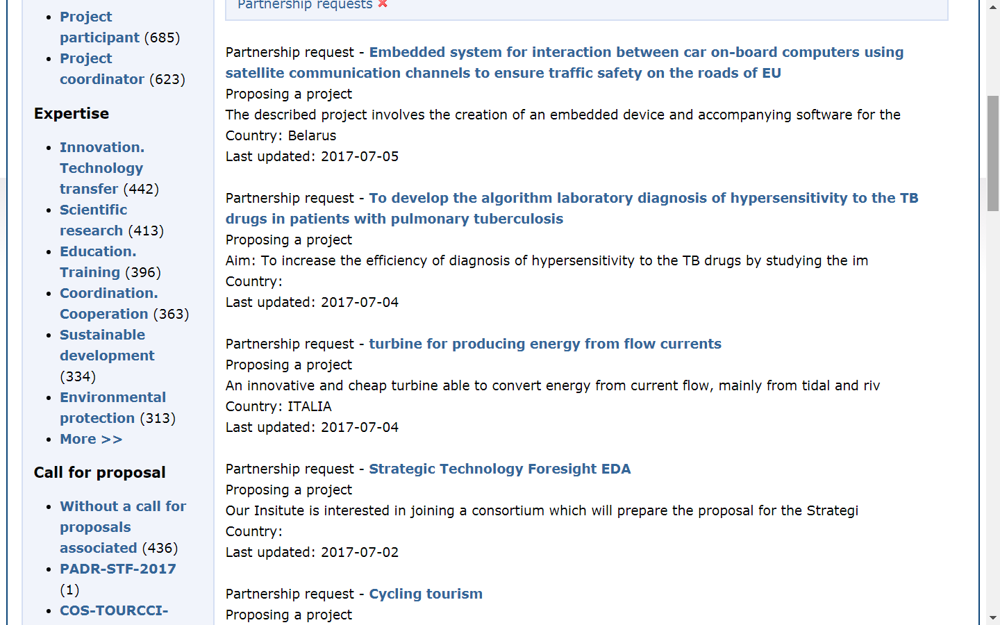 Project
participant (685)
Project
coordinator (623)
Expertise
Innovation.
Technology
transfer (442)
Scientific
research (413)
Education.
Training (396)
Coordination.
Cooperation (363)
Sustainable
development
(334)
Environmental
protection (313)
More >>
Call for proposal
Without a call for
proposals
associated (436)
PADR-STF-2017
(1)
COS-TOURCCI-
Partnership requests
Partnership request - Embedded system for interaction between car on-board computers using
satellite communication channels to ensure traffic safety on the roads of EU
Proposing a project
The described project involves the creation of an embedded device and accompanying software for the
Country: Belarus
Last updated: 2017-07-05
Partnership request - To develop the algorithm laboratory diagnosis of hypersensitivity to the TB
drugs in patients with pulmonary tuberculosis
Proposing a project
Aim: To increase the efficiency of diagnosis of hypersensitivity to the TB drugs by studying the im
Country:
Last updated: 2017-07-04
Partnership request - turbine for producing energy from flow currents
Proposing a project
An innovative and cheap turbine able to convert energy from current flow, mainly from tidal and riv
Country: ITALIA
Last updated: 2017-07-04
Partnership request - Strategic Technology Foresight EDA
Proposing a project
Our Insitute is interested in joining a consortium which will prepare the proposal for the Strategi
Country:
Last updated: 2017-07-02
Partnership request - Cycling tourism
Proposing a project